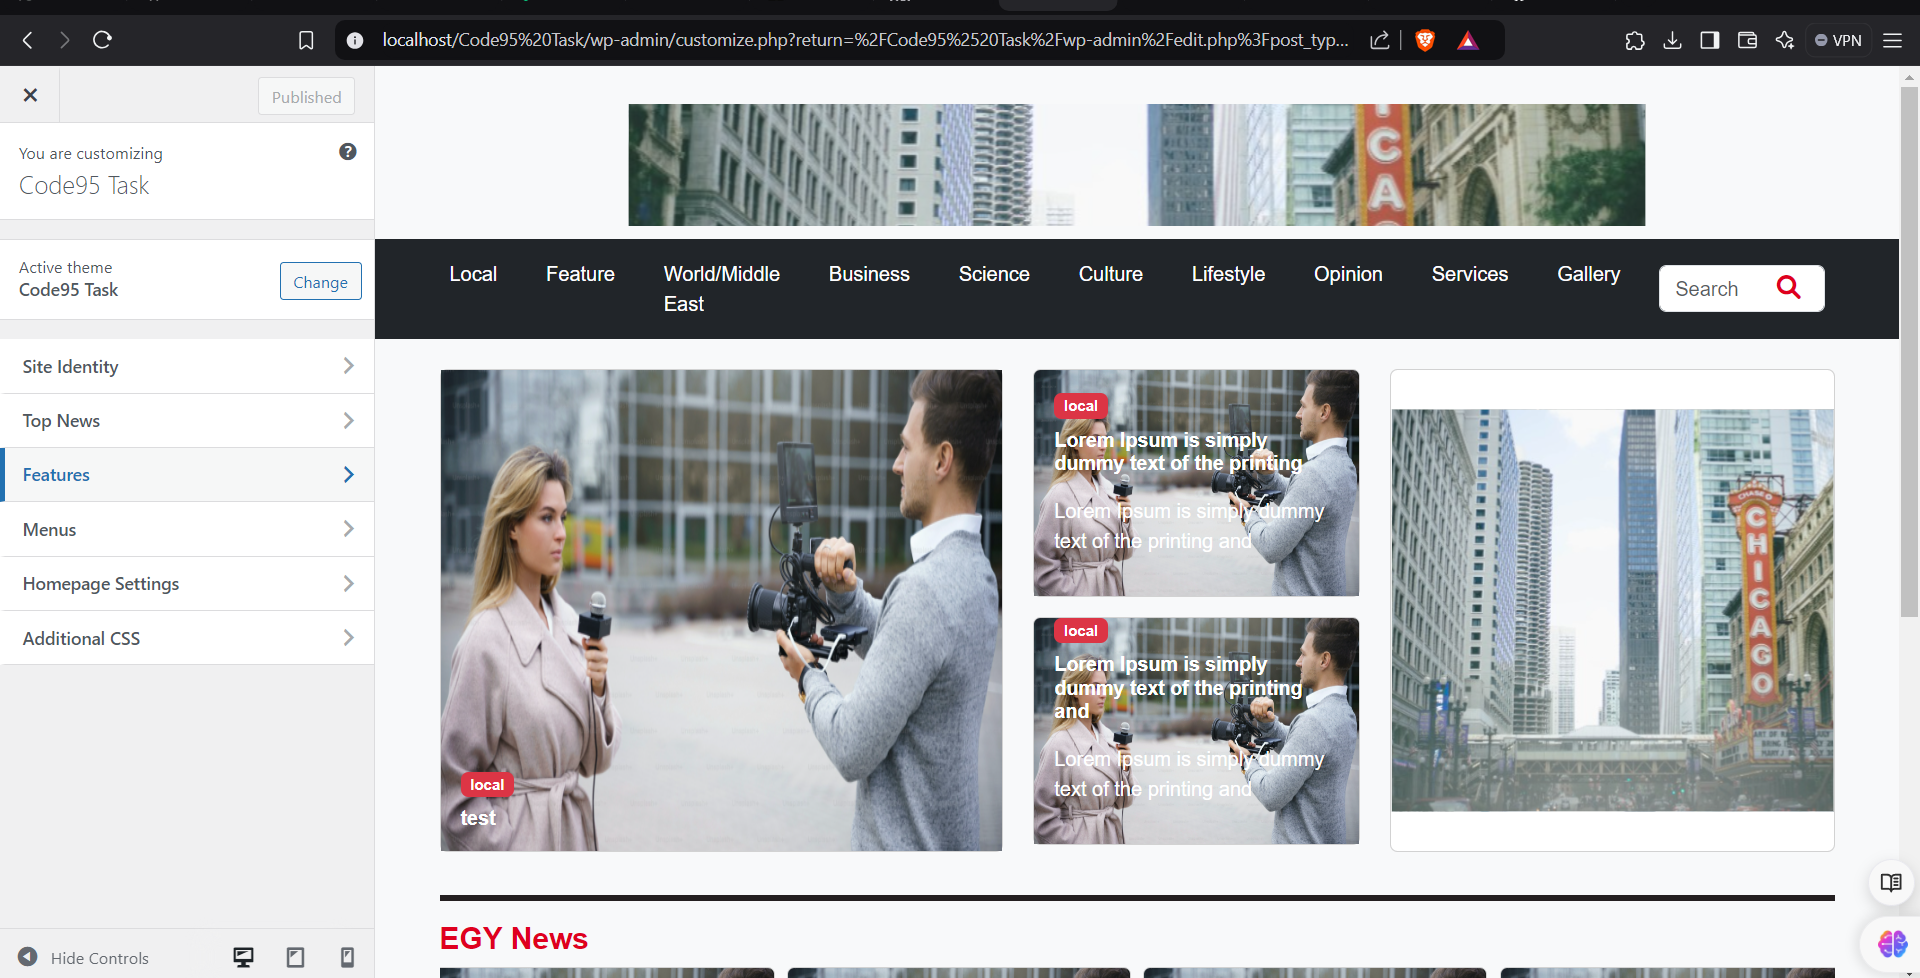 localhost/Code95%20Task/wp-admin/customize.php?return=%2FCode95%2520Task%2Fwp-admin%2Fedit.php%3Fpost_typ...
VPN
Published
You are customizing
Code95 Task
Active theme
Code95 Task
Change
Site Identity
Top News
Features
Menus
Homepage Settings
Additional CSS
Hide Controls
ICA
Local
Feature
World/Middle
East
Business
Science
Culture
Lifestyle
Opinion
Services
Gallery
Search
local
test
local
Lorem Ipsum is simply
dummy text of the printing
Lorem Ipsum is simply dummy
text of the printing and
local
Lorem Ipsum is simply
dummy text of the printing
and
Lorem Ipsum is simply dummy
text of the printing and
CHASE
CHICAGO
EGY News